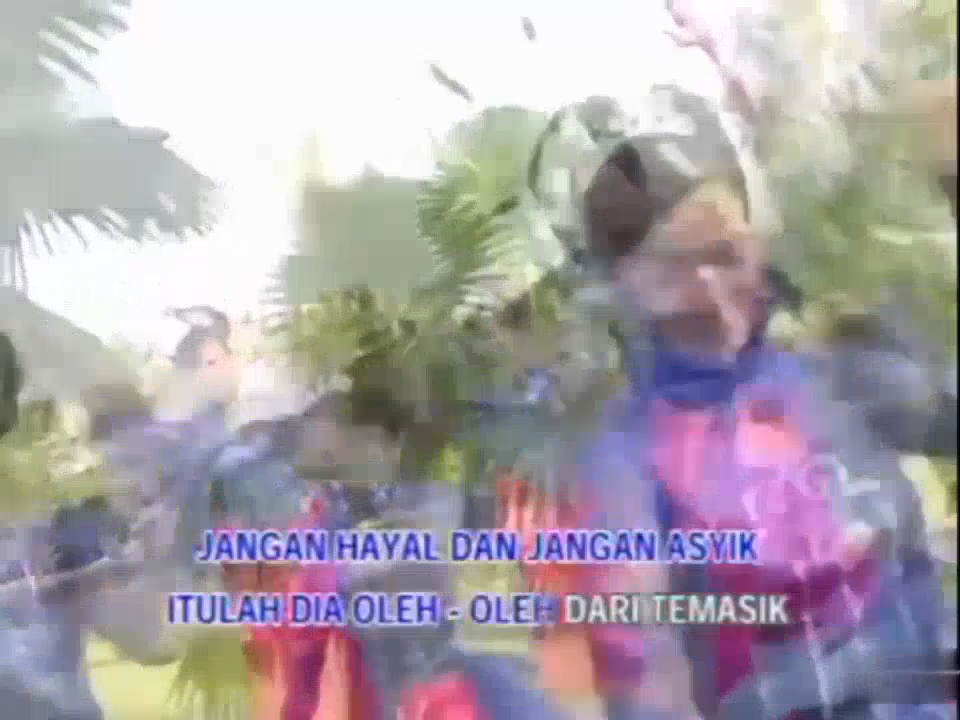 JANGAN HAYAL DAN JANGAN ASYIK
ITULAH DIA OLEH - OLEH DARI TEMASIK